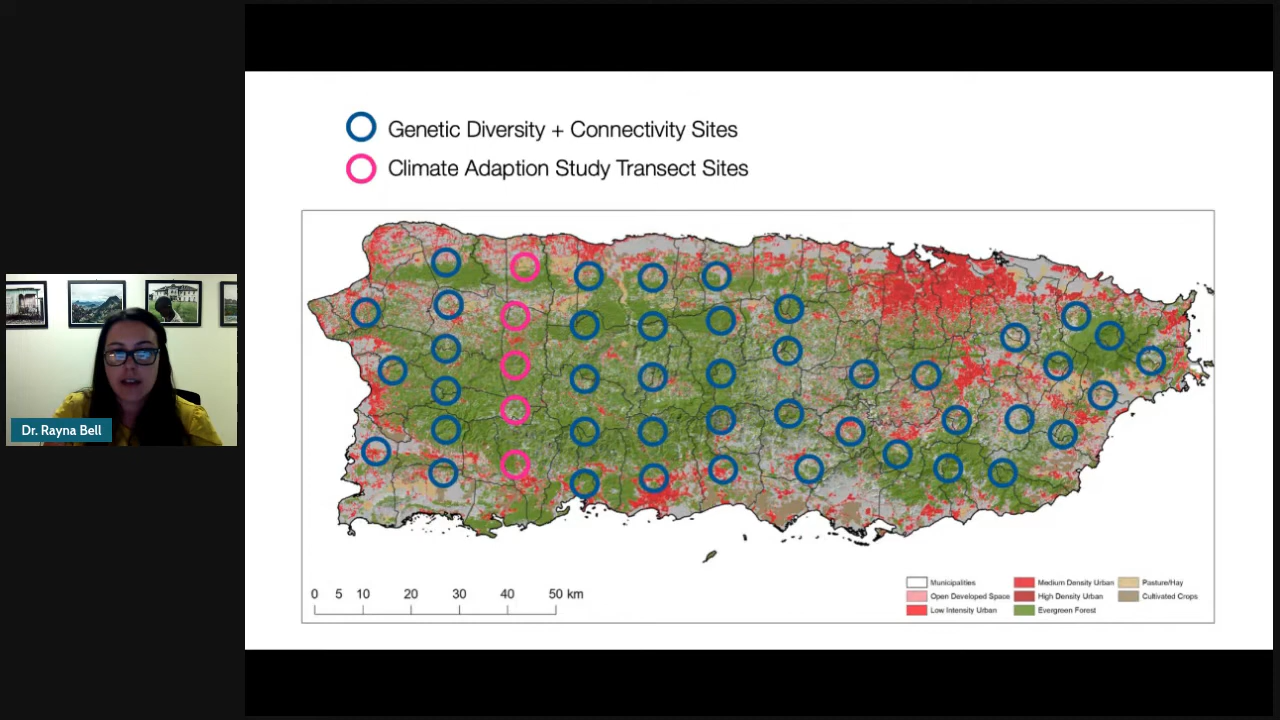 Genetic Diversity + Connectivity Sites
Climate Adaption Study Transect Sites
Dr. Rayna Bell
0 5 10 20 30 40 50 km
Municipalities
Open Developed Space
Low Intensity Urban
Medium Density Urban
High Density Urban
Evergreen Forest
Pasture/Hay
Cultivated Crops